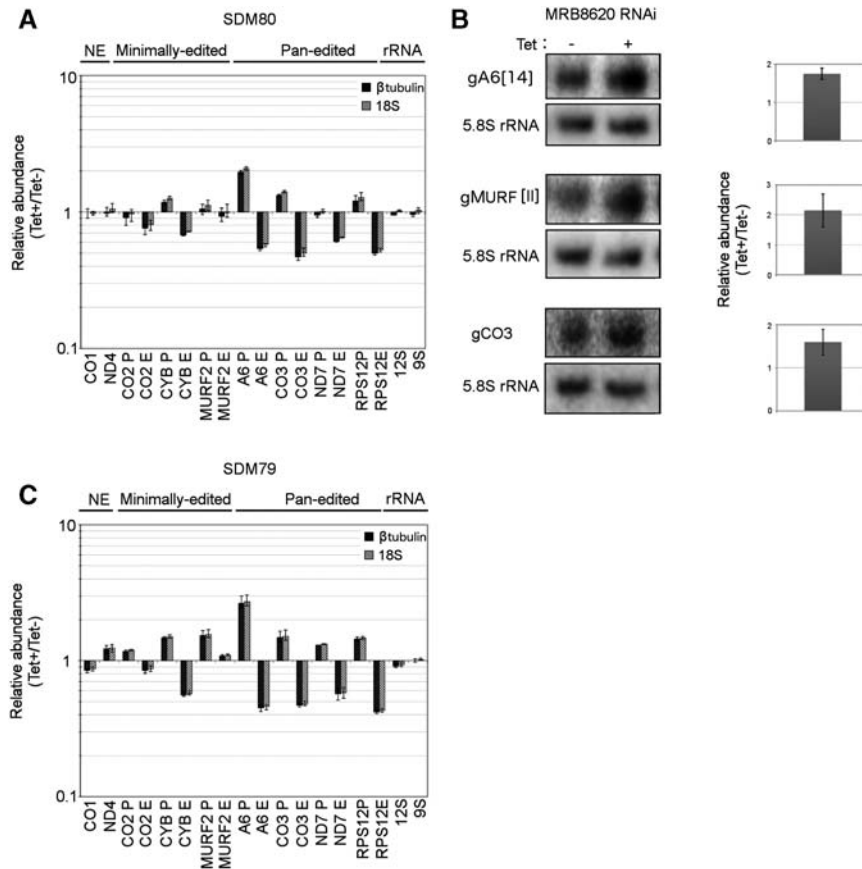 A
SDM80
NE Minimally-edited Pan-edited rRNA
10
1
0.1
Relative abundance
(Tet+/Tet-)
βtubulin
18S
CO1
ND4
CO2 P
CO2 E
CYB P
CYB E
MURF2 P
MURF2 E
A6 P
A6 E
CO3 P
CO3 E
ND7 P
ND7 E
RPS12P
RPS12E
12S
9S
B
MRB8620 RNAi
Tet : - +
gA6[14]
5.8S rRNA
gMURF [II]
5.8S rRNA
gCO3
5.8S rRNA
Relative abundance
(Tet+/Tet-)
2
1
0
3
2
1
0
2
1
0
C
SDM79
NE Minimally-edited Pan-edited rRNA
10
1
0.1
Relative abundance
(Tet+/Tet-)
βtubulin
18S
CO1
ND4
CO2 P
CO2 E
CYB P
CYB E
MURF2 P
MURF2 E
A6 P
A6 E
CO3 P
CO3 E
ND7 P
ND7 E
RPS12P
RPS12E
12S
9S